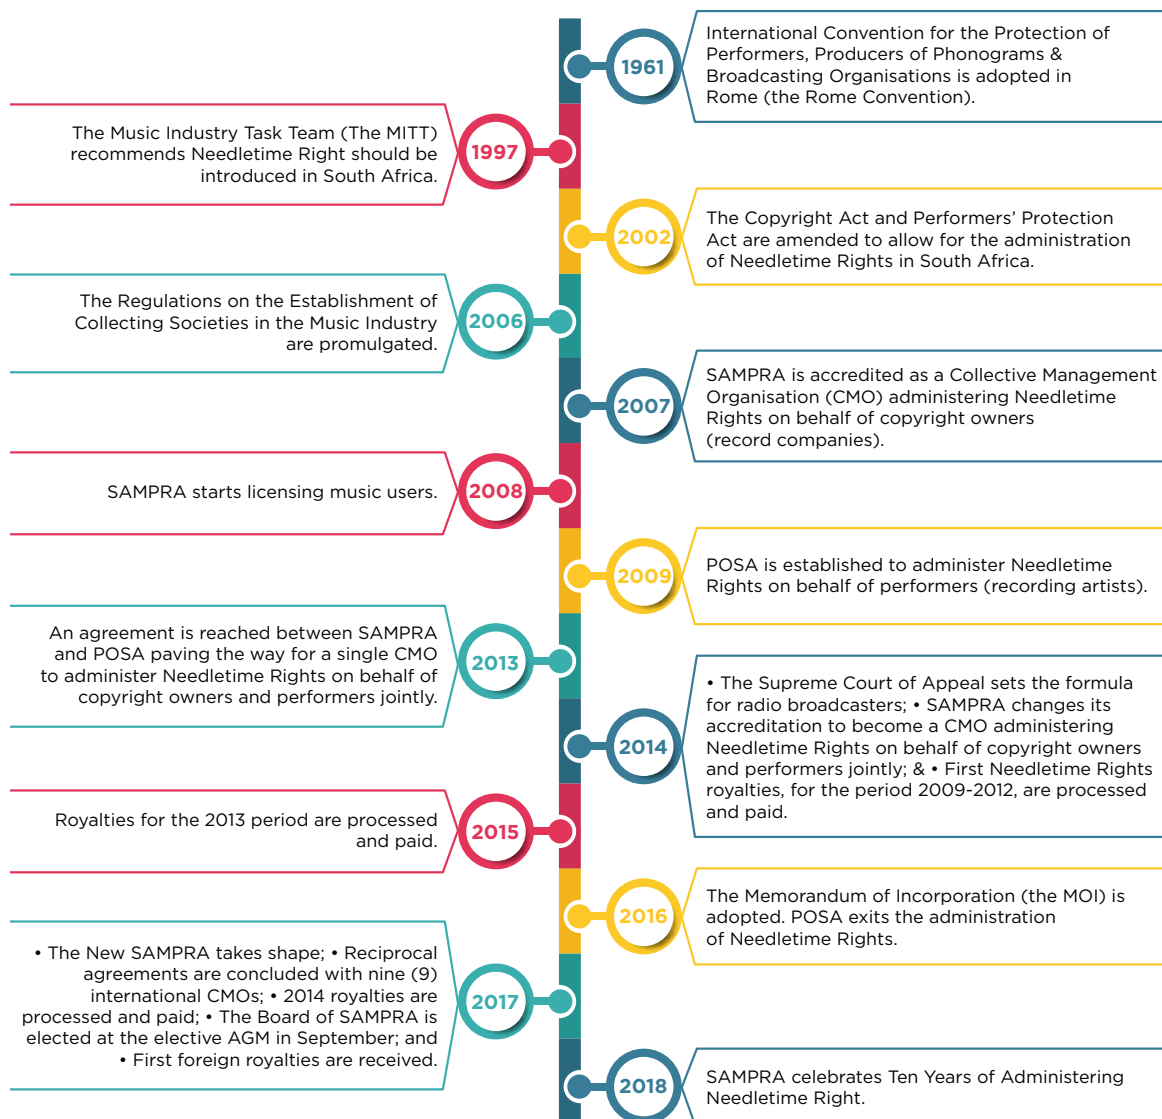 1961
International Convention for the Protection of
Performers, Producers of Phonograms &
Broadcasting Organisations is adopted in
Rome (the Rome Convention).
The Music Industry Task Team (The MITT)
recommends Needletime Right should be
introduced in South Africa.
1997
2002
The Copyright Act and Performers’ Protection
Act are amended to allow for the administration
of Needletime Rights in South Africa.
The Regulations on the Establishment of
Collecting Societies in the Music Industry
are promulgated.
2006
2007
SAMPRA is accredited as a Collective Management
Organisation (CMO) administering Needletime
Rights on behalf of copyright owners
(record companies).
SAMPRA starts licensing music users.
2008
2009
POSA is established to administer Needletime
Rights on behalf of performers (recording artists).
An agreement is reached between SAMPRA
and POSA paving the way for a single CMO
to administer Needletime Rights on behalf of
copyright owners and performers jointly.
2013
2014
• The Supreme Court of Appeal sets the formula
for radio broadcasters; • SAMPRA changes its
accreditation to become a CMO administering
Needletime Rights on behalf of copyright owners
and performers jointly; & • First Needletime Rights
royalties, for the period 2009-2012, are processed
and paid.
Royalties for the 2013 period are processed
and paid.
2015
2016
The Memorandum of Incorporation (the MOI) is
adopted. POSA exits the administration
of Needletime Rights.
• The New SAMPRA takes shape; • Reciprocal
agreements are concluded with nine (9)
international CMOs; • 2014 royalties are
processed and paid; • The Board of SAMPRA is
elected at the elective AGM in September; and
• First foreign royalties are received.
2017
2018
SAMPRA celebrates Ten Years of Administering
Needletime Right.